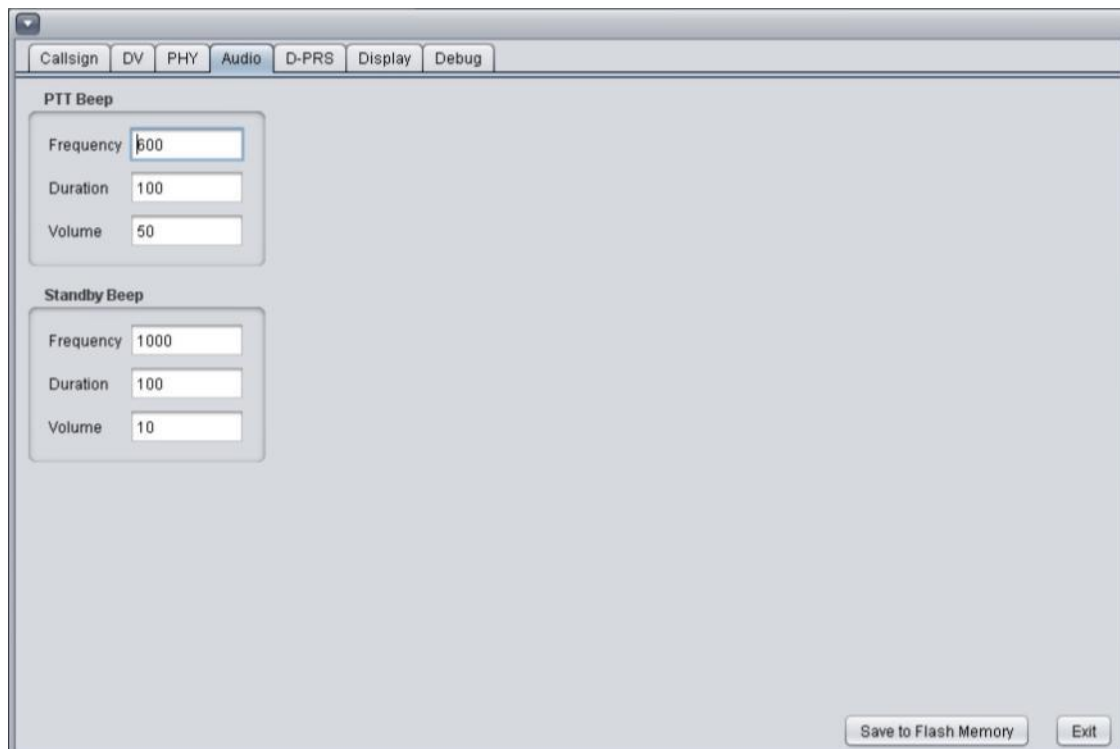 Callsign DV PHY Audio D-PRS Display Debug
PTT Beep
Frequency 600
Duration 100
Volume 50
Standby Beep
Frequency 1000
Duration 100
Volume 10
Save to Flash Memory Exit